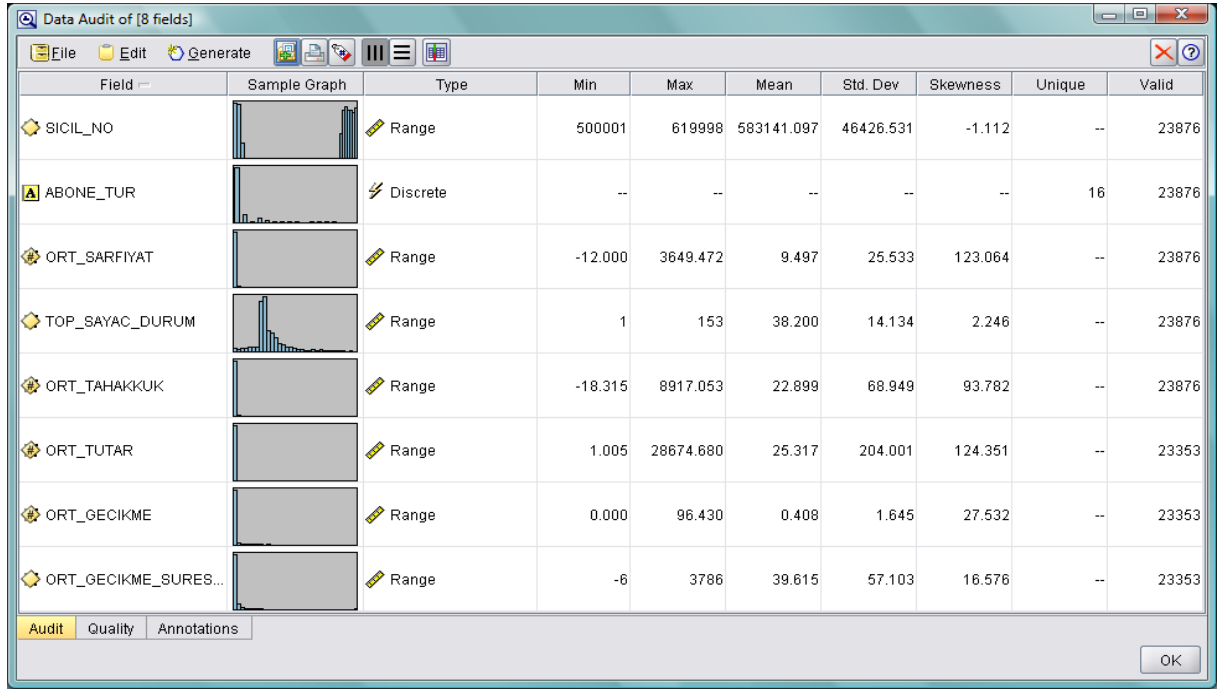 Data Audit of [8 fields]
File Edit Generate
Field Sample Graph Type Min Max Mean Std. Dev Skewness Unique Valid
SICIL_NO Range 500001 619998 583141.097 46426.531 -1.112 -- 23876
A ABONE_TUR Discrete -- -- -- -- -- 16 23876
# ORT_SARFIYAT Range -12.000 3649.472 9.497 25.533 123.064 -- 23876
TOP_SAYAC_DURUM Range 1 153 38.200 14.134 2.246 -- 23876
# ORT_TAHAKKUK Range -18.315 8917.053 22.899 68.949 93.782 -- 23876
# ORT_TUTAR Range 1.005 28674.680 25.317 204.001 124.351 -- 23353
# ORT_GECIKME Range 0.000 96.430 0.408 1.645 27.532 -- 23353
ORT_GECIKME_SURES... Range -6 3786 39.615 57.103 16.576 -- 23353
Audit Quality Annotations
OK